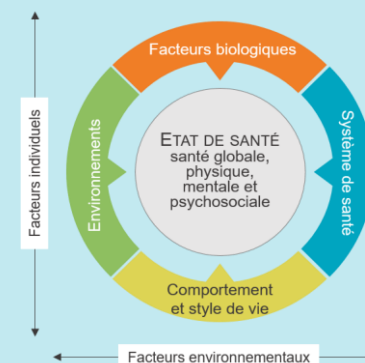 Facteurs biologiques
Facteurs individuels
Environnements
ETAT DE SANTÉ
santé globale,
physique,
mentale et
psychosociale
Système de santé
Comportement
et style de vie
Facteurs environnementaux